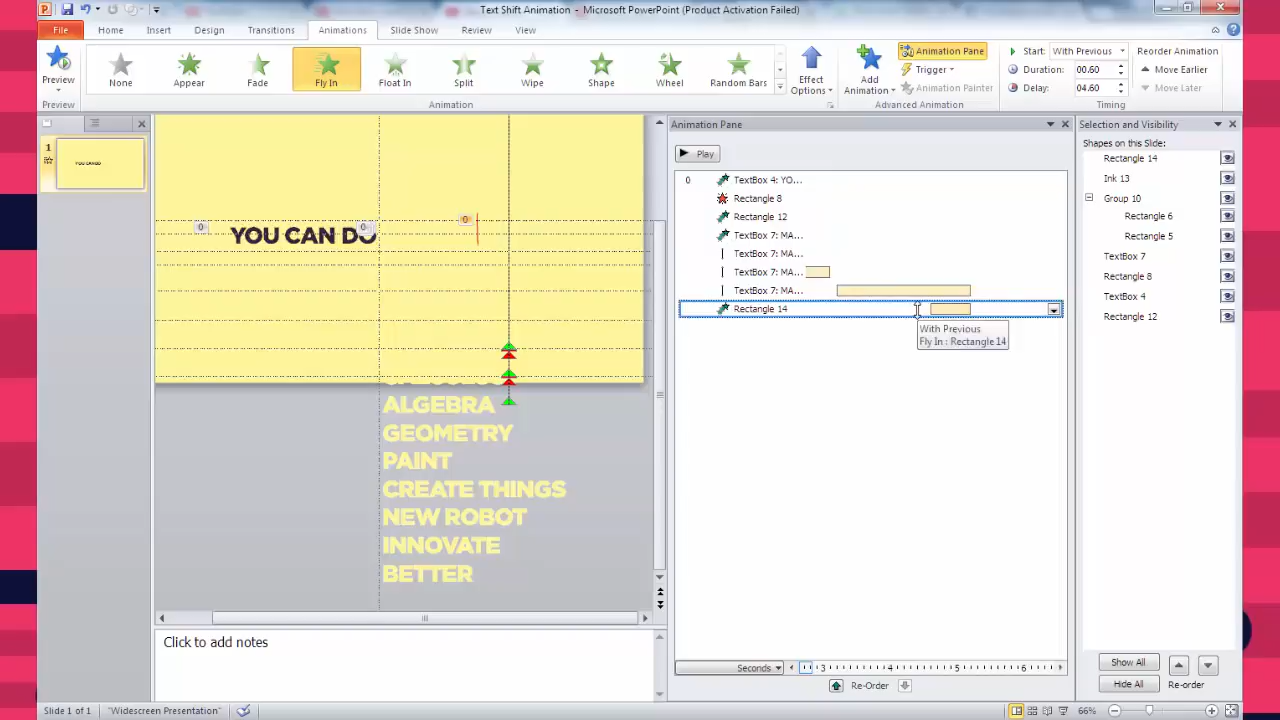 Text Shift Animation - Microsoft PowerPoint (Product Activation Failed)
File Home Insert Transitions Animations Slide Show Review View Design
Preview
None
Appear
Fade
Fly In
Float In
Split
Wipe
Shape
Wheel
Random Bars
Effect Options
Add Animation
Animation Pane
Trigger
Animation Painter
Start: With Previous
Duration: 00.60
Delay: 04.60
Reorder Animation
Move Earlier
Move Later
Preview
Animation
Advanced Animation
Timing
1
YOU CAN DO
0
YOU CAN DO
0
0
ALGEBRA
GEOMETRY
PAINT
CREATE THINGS
NEW ROBOT
INNOVATE
BETTER
Click to add notes
Animation Pane
Play
0 TextBox 4: YO...
Rectangle 8
Rectangle 12
TextBox 7: MA...
TextBox 7: MA...
TextBox 7: MA...
TextBox 7: MA...
Rectangle 14
With Previous
Fly In : Rectangle 14
Seconds 3 4 5 6
Re-Order
Selection and Visibility
Shapes on this Slide:
Rectangle 14
Ink 13
Group 10
Rectangle 6
Rectangle 5
TextBox 7
Rectangle 8
TextBox 4
Rectangle 12
Show All
Hide All
Re-order
Slide 1 of 1
"Widescreen Presentation"
66%